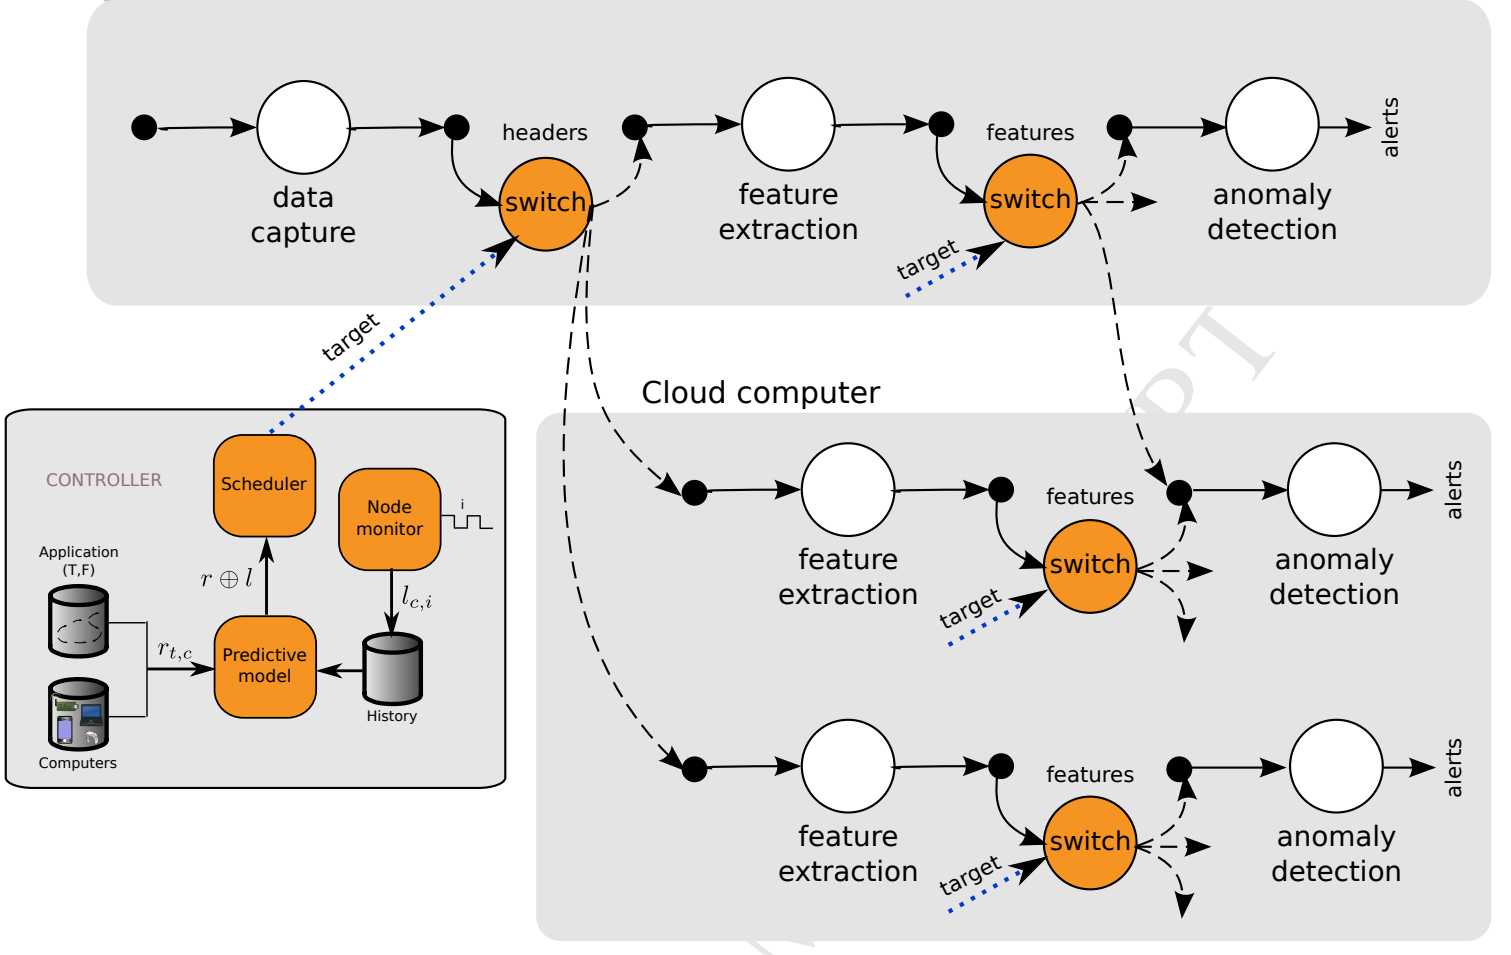 headers
features
alerts
switch
switch
data
capture
feature
extraction
anomaly
detection
target
target
Cloud computer
CONTROLLER
Scheduler
Node
monitor
i
Application
(T,F)
r ⊕ l
l_{c,i}
r_{t,c}
Predictive
model
History
Computers
features
alerts
switch
feature
extraction
anomaly
detection
target
features
alerts
switch
feature
extraction
anomaly
detection
target